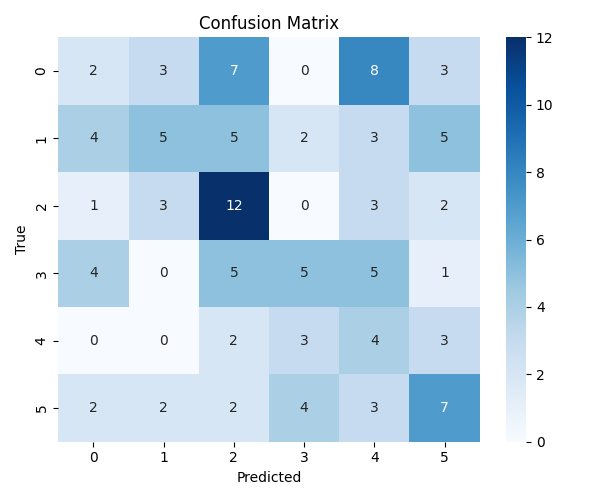 Confusion Matrix
True
0 2 3 7 0 8 3
1 4 5 5 2 3 5
2 1 3 12 0 3 2
3 4 0 5 5 5 1
4 0 0 2 3 4 3
5 2 2 2 4 3 7
0 1 2 3 4 5
Predicted
12
10
8
6
4
2
0